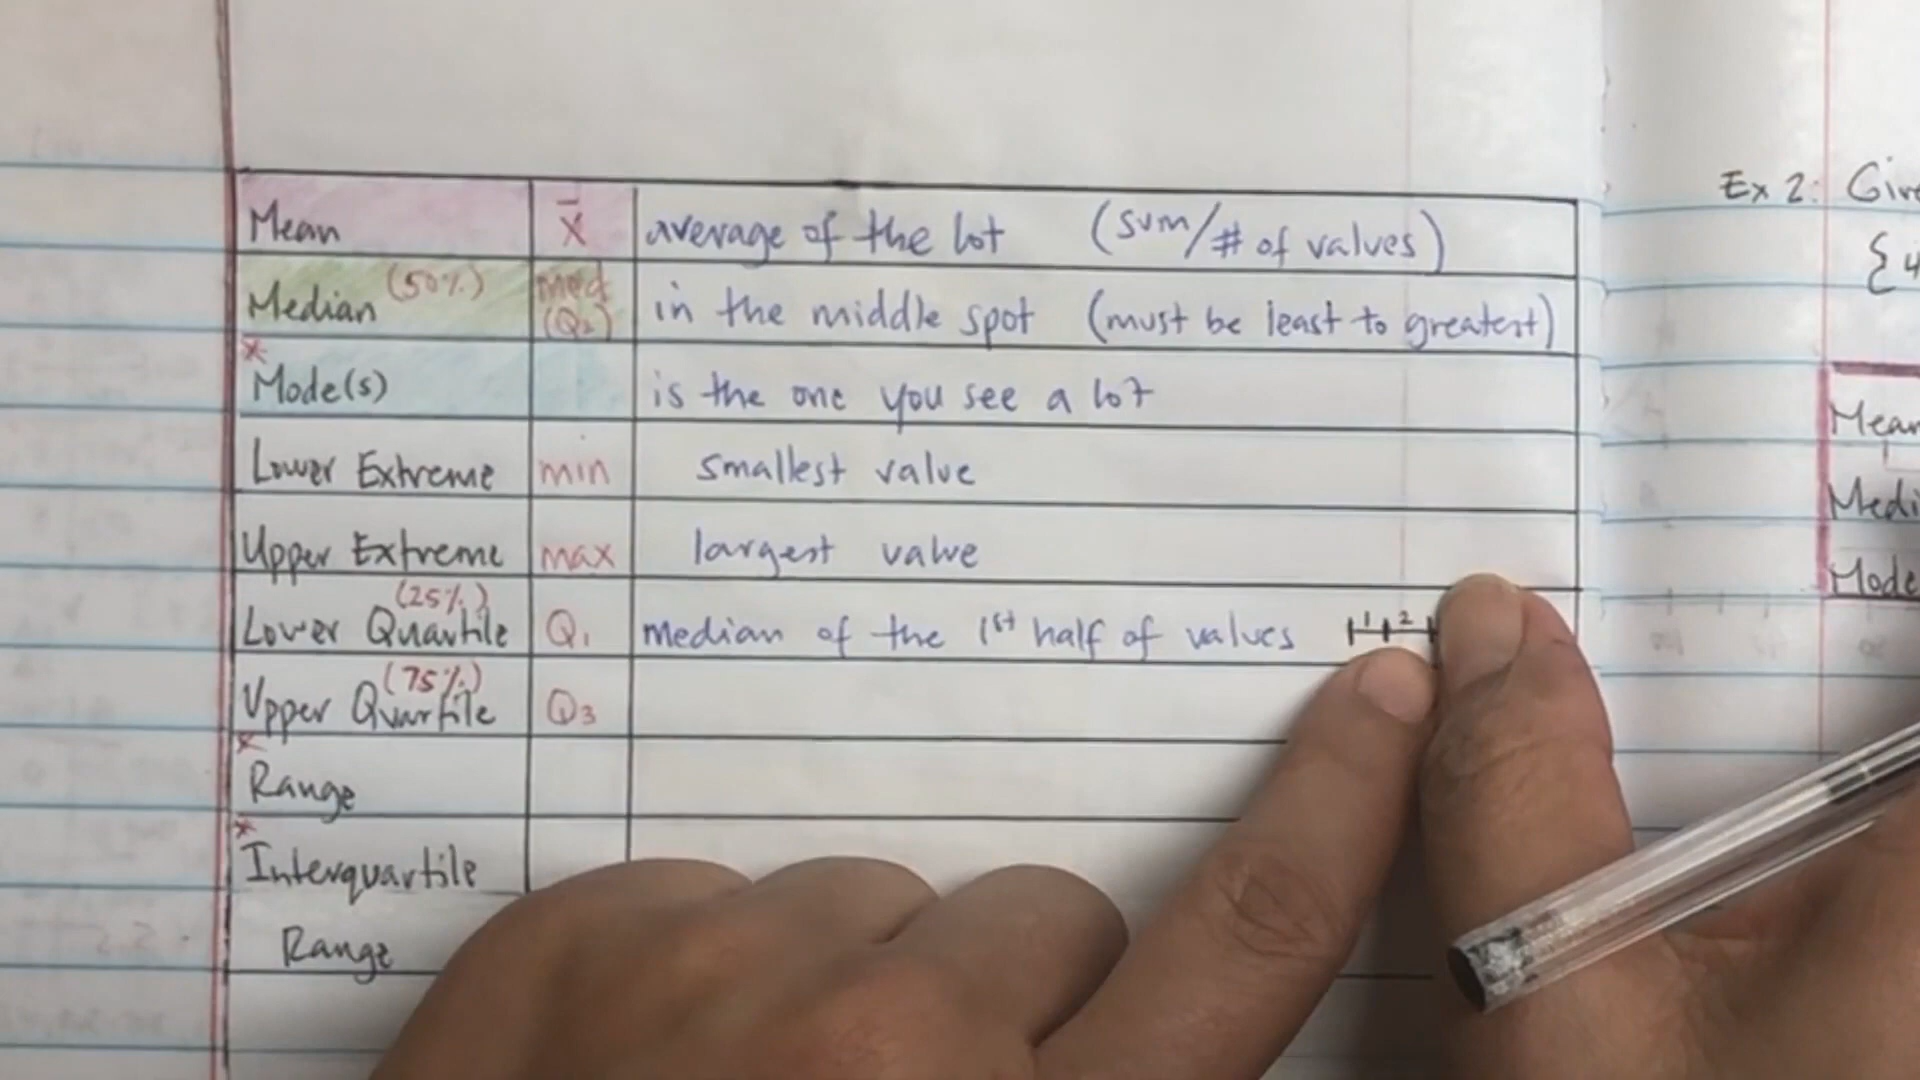 Mean x̄ average of the lot (sum/# of values)
Median (50%) med (Q₂) in the middle spot (must be least to greatest)
* Mode(s) is the one you see a lot
Lower Extreme min smallest value
Upper Extreme max largest value
Lower Quartile (25%) Q₁ median of the 1st half of values 1 2
Upper Quartile (75%) Q₃
* Range
* Interquartile
Range
Ex 2:
{4
Mean
Medi
Mode